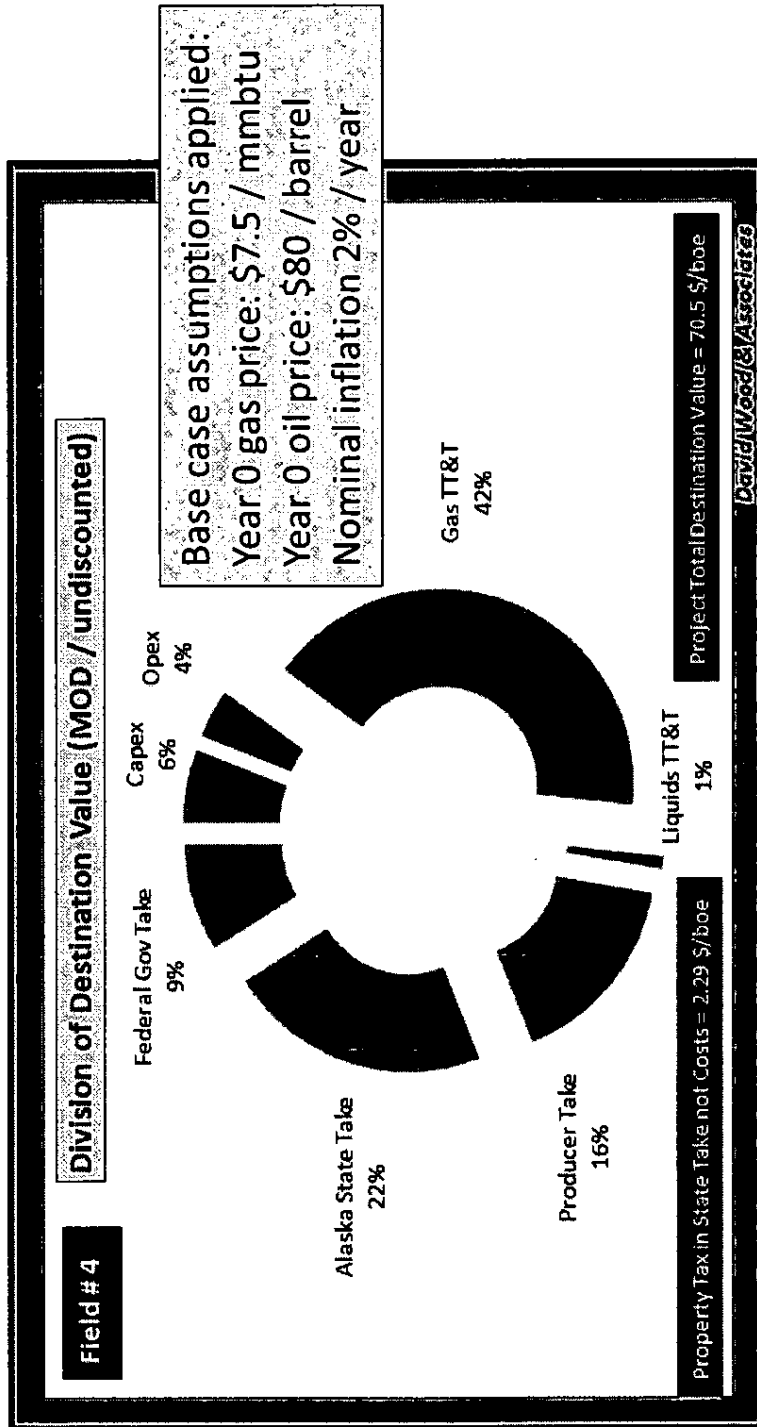 Field # 4
Division of Destination Value (MOD / undiscounted)
Base case assumptions applied:
Year 0 gas price: $7.5 / mmbtu
Year 0 oil price: $80 / barrel
Nominal inflation 2% / year
Capex
6%
Opex
4%
Federal Gov Take
9%
Alaska State Take
22%
Gas TT&T
42%
Producer Take
16%
Liquids TT&T
1%
Property Tax in State Take not Costs = 2.29 $/boe
Project Total Destination Value = 70.5 $/boe
David Wood & Associates